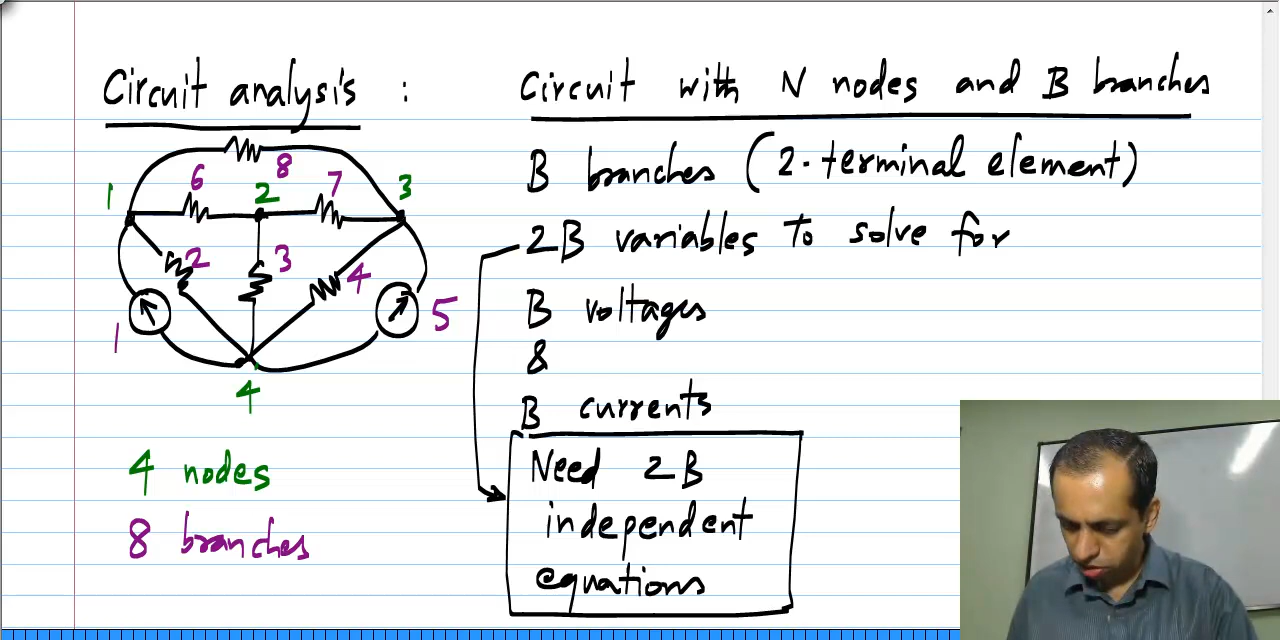 Circuit analysis :
8
6
2
7
1
3
2
3
4
1
5
4
4 nodes
8 branches
Circuit with N nodes and B branches
B branches (2-terminal element)
2B variables to solve for
B voltages
&
B currents
Need 2B
independent
equations